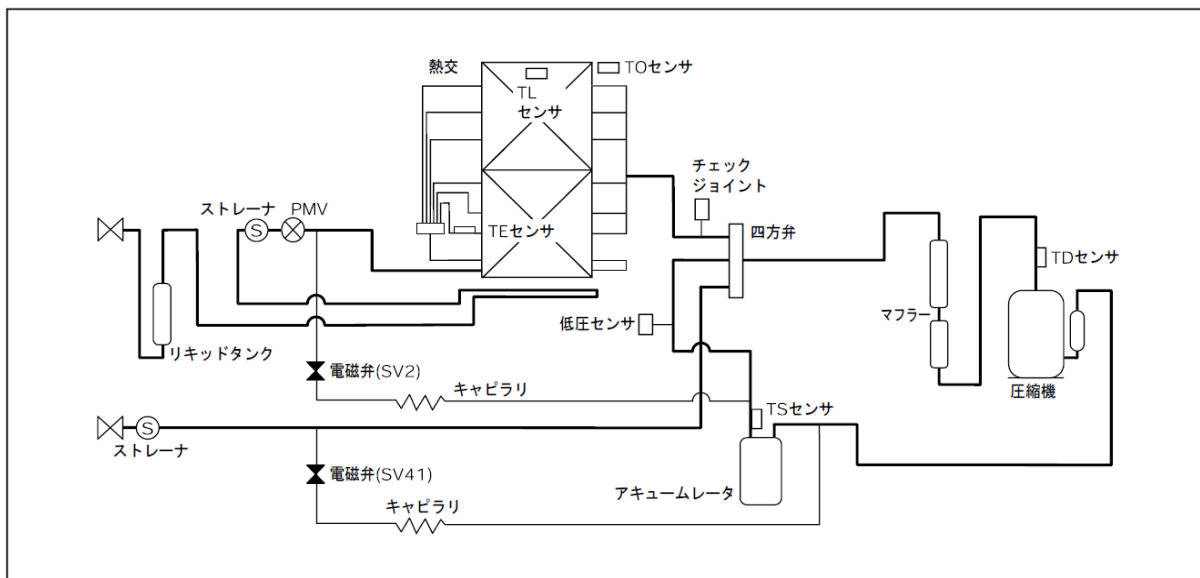 熱交
TOセンサ
TL
センサ
チェック
ジョイント
ストレーナ
PMV
S
TEセンサ
四方弁
TDセンサ
低圧センサ
マフラー
リキッドタンク
電磁弁(SV2)
キャピラリ
圧縮機
TSセンサ
S
ストレーナ
電磁弁(SV41)
アキュームレータ
キャピラリ